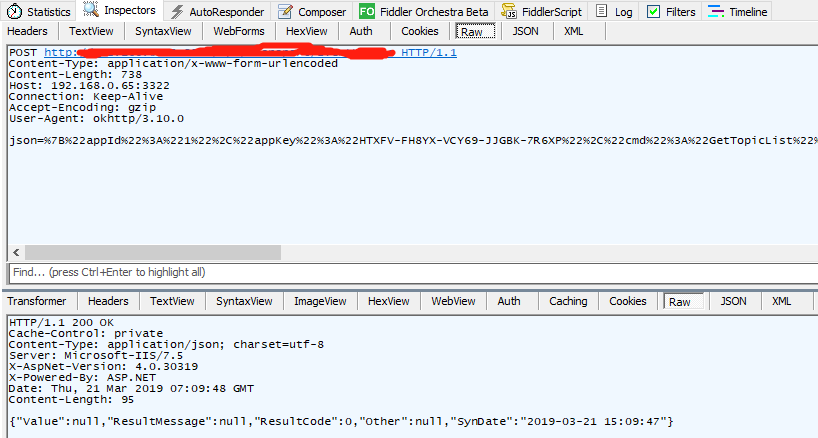 Statistics Inspectors AutoResponder Composer FO Fiddler Orchestra Beta FiddlerScript Log Filters Timeline
Headers TextView SyntaxView WebForms HexView Auth Cookies Raw JSON XML
POST http: HTTP/1.1
Content-Type: application/x-www-form-urlencoded
Content-Length: 738
Host: 192.168.0.65:3322
Connection: Keep-Alive
Accept-Encoding: gzip
User-Agent: okhttp/3.10.0
json=%7B%22appId%22%3A%221%22%2C%22appKey%22%3A%22HTXFV-FH8YX-VCY69-JJGBK-7R6XP%22%2C%22cmd%22%3A%22GetTopicList%22%
Find... (press Ctrl+Enter to highlight all)
Transformer Headers TextView SyntaxView ImageView HexView WebView Auth Caching Cookies Raw JSON XML
HTTP/1.1 200 OK
Cache-Control: private
Content-Type: application/json; charset=utf-8
Server: Microsoft-IIS/7.5
X-AspNet-Version: 4.0.30319
X-Powered-By: ASP.NET
Date: Thu, 21 Mar 2019 07:09:48 GMT
Content-Length: 95
{"Value":null,"ResultMessage":null,"ResultCode":0,"Other":null,"SynDate":"2019-03-21 15:09:47"}